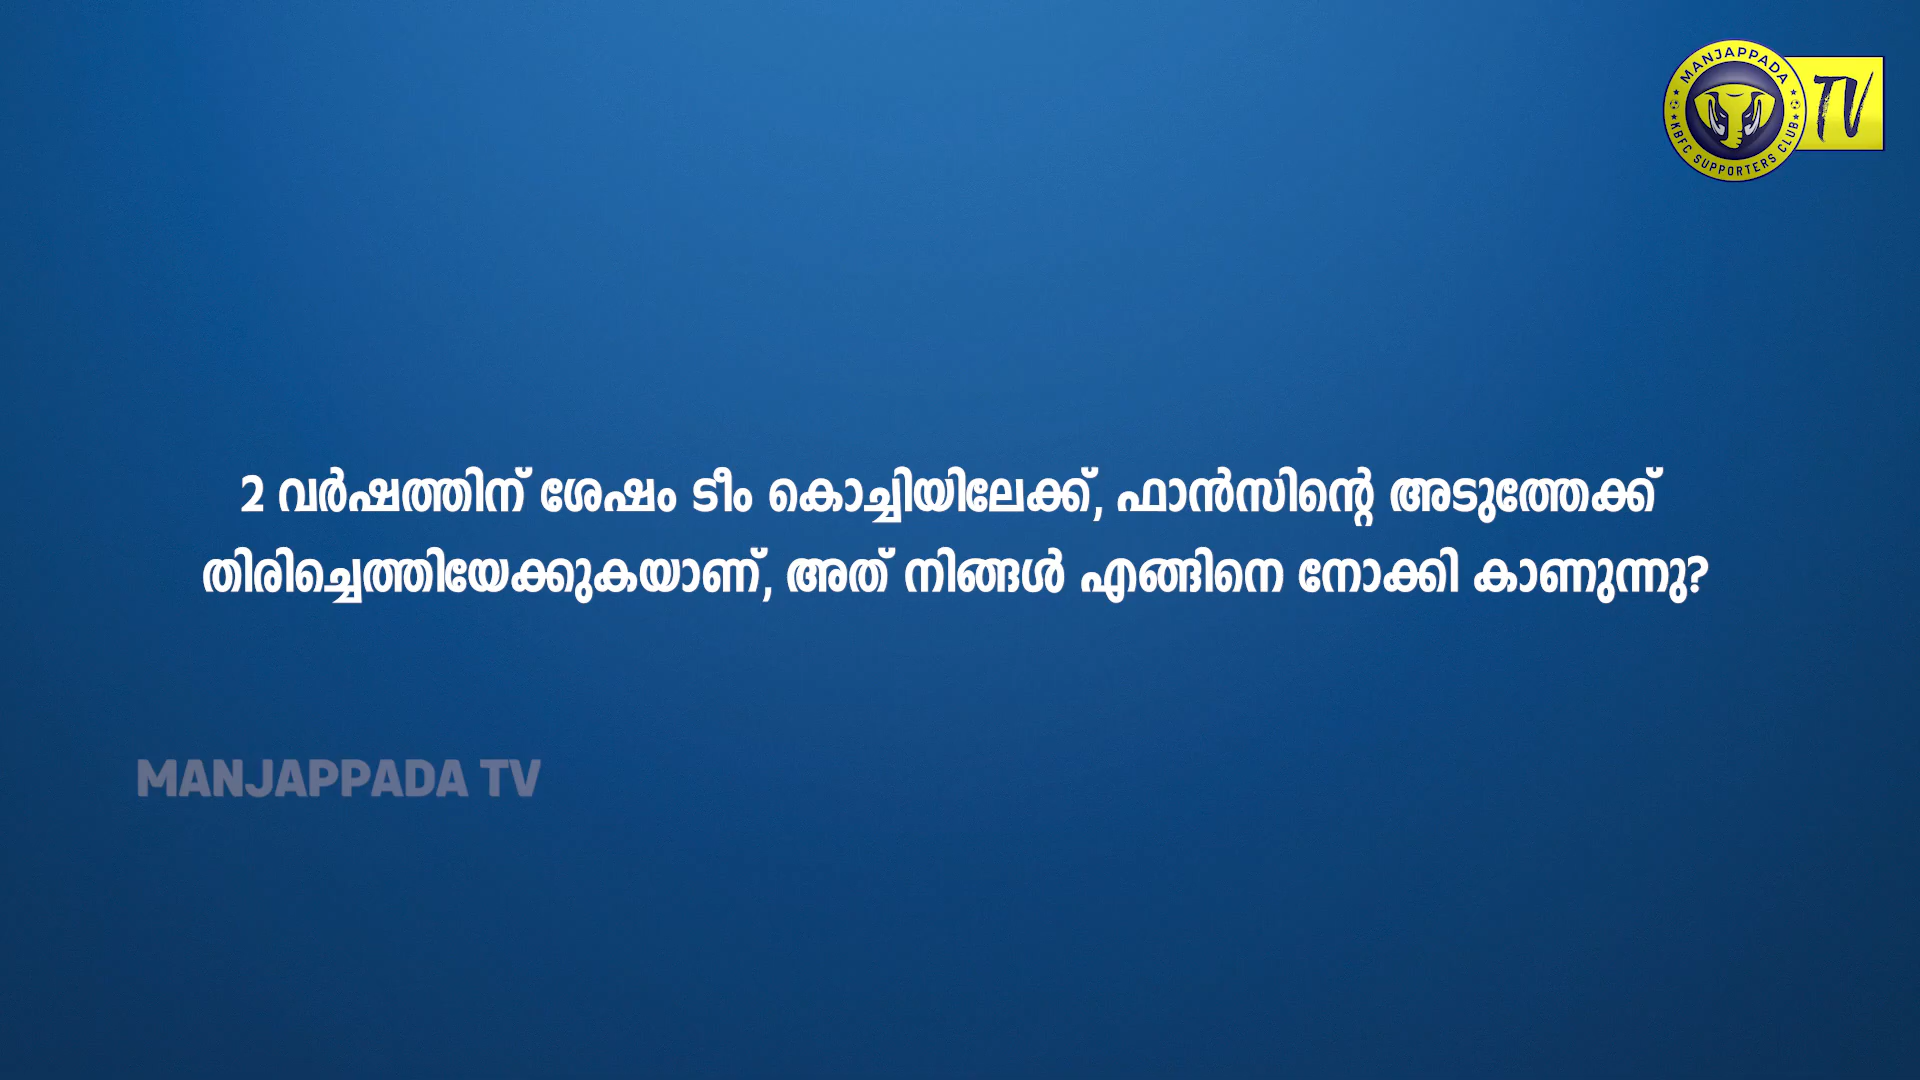 MANJAPPADA
TV
KBFC SUPPORTERS CLUB
2 വർഷത്തിന് ശേഷം ടീം കൊച്ചിയിലേക്ക്, ഫാൻസിന്റെ അടുത്തേക്ക്
തിരിച്ചെത്തിയേക്കുകയാണ്, അത് നിങ്ങൾ എങ്ങിനെ നോക്കി കാണുന്നു?
MANJAPPADA TV